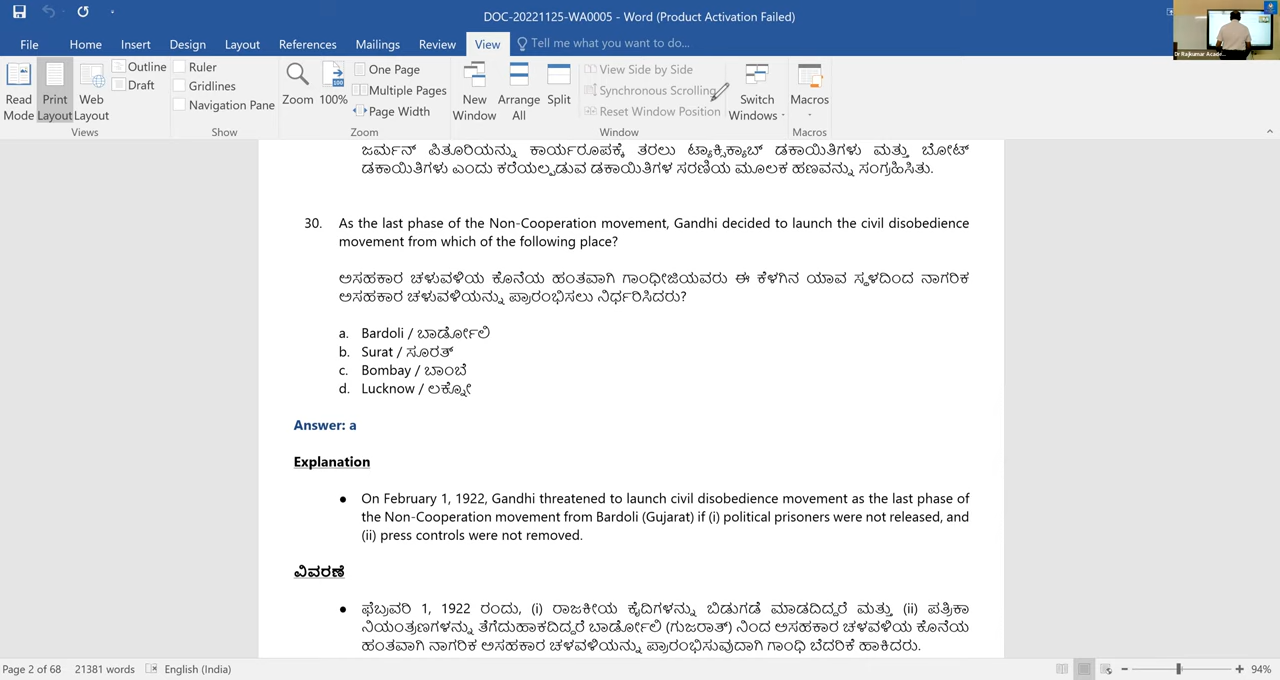 DOC-20221125-WA0005 - Word (Product Activation Failed)
File Home Insert Design Layout References Mailings Review View Tell me what you want to do...
Read Mode
Print Layout
Web Layout
Outline
Draft
Views
Ruler
Gridlines
Navigation Pane
Show
Zoom
100%
One Page
Multiple Pages
Page Width
Zoom
New Window
Arrange All
Split
View Side by Side
Synchronous Scrolling
Reset Window Position
Window
Switch Windows
Macros
Macros
Dr Rajkumar Acade...
ಜರ್ಮನ್ ಪಿತೂರಿಯನ್ನು ಕಾರ್ಯರೂಪಕ್ಕೆ ತರಲು ಟ್ಯಾಕ್ಸಿಕ್ಯಾಬ್ ಡಕಾಯಿತಿಗಳು ಮತ್ತು ಬೋಟ್
ಡಕಾಯಿತಿಗಳು ಎಂದು ಕರೆಯಲ್ಪಡುವ ಡಕಾಯಿತಿಗಳ ಸರಣಿಯ ಮೂಲಕ ಹಣವನ್ನು ಸಂಗ್ರಹಿಸಿತು.
30. As the last phase of the Non-Cooperation movement, Gandhi decided to launch the civil disobedience
movement from which of the following place?
ಅಸಹಕಾರ ಚಳುವಳಿಯ ಕೊನೆಯ ಹಂತವಾಗಿ ಗಾಂಧೀಜಿಯವರು ಈ ಕೆಳಗಿನ ಯಾವ ಸ್ಥಳದಿಂದ ನಾಗರಿಕ
ಅಸಹಕಾರ ಚಳುವಳಿಯನ್ನು ಪ್ರಾರಂಭಿಸಲು ನಿರ್ಧರಿಸಿದರು?
a. Bardoli / ಬಾರ್ಡೋಲಿ
b. Surat / ಸೂರತ್
c. Bombay / ಬಾಂಬೆ
d. Lucknow / ಲಕ್ನೋ
Answer: a
Explanation
● On February 1, 1922, Gandhi threatened to launch civil disobedience movement as the last phase of
the Non-Cooperation movement from Bardoli (Gujarat) if (i) political prisoners were not released, and
(ii) press controls were not removed.
ವಿವರಣೆ
● ಫೆಬ್ರವರಿ 1, 1922 ರಂದು, (i) ರಾಜಕೀಯ ಕೈದಿಗಳನ್ನು ಬಿಡುಗಡೆ ಮಾಡದಿದ್ದರೆ ಮತ್ತು (ii) ಪತ್ರಿಕಾ
ನಿಯಂತ್ರಣಗಳನ್ನು ತೆಗೆದುಹಾಕದಿದ್ದರೆ ಬಾರ್ಡೋಲಿ (ಗುಜರಾತ್) ನಿಂದ ಅಸಹಕಾರ ಚಳವಳಿಯ ಕೊನೆಯ
ಹಂತವಾಗಿ ನಾಗರಿಕ ಅಸಹಕಾರ ಚಳವಳಿಯನ್ನು ಪ್ರಾರಂಭಿಸುವುದಾಗಿ ಗಾಂಧಿ ಬೆದರಿಕೆ ಹಾಕಿದರು.
Page 2 of 68 21381 words English (India) 94%